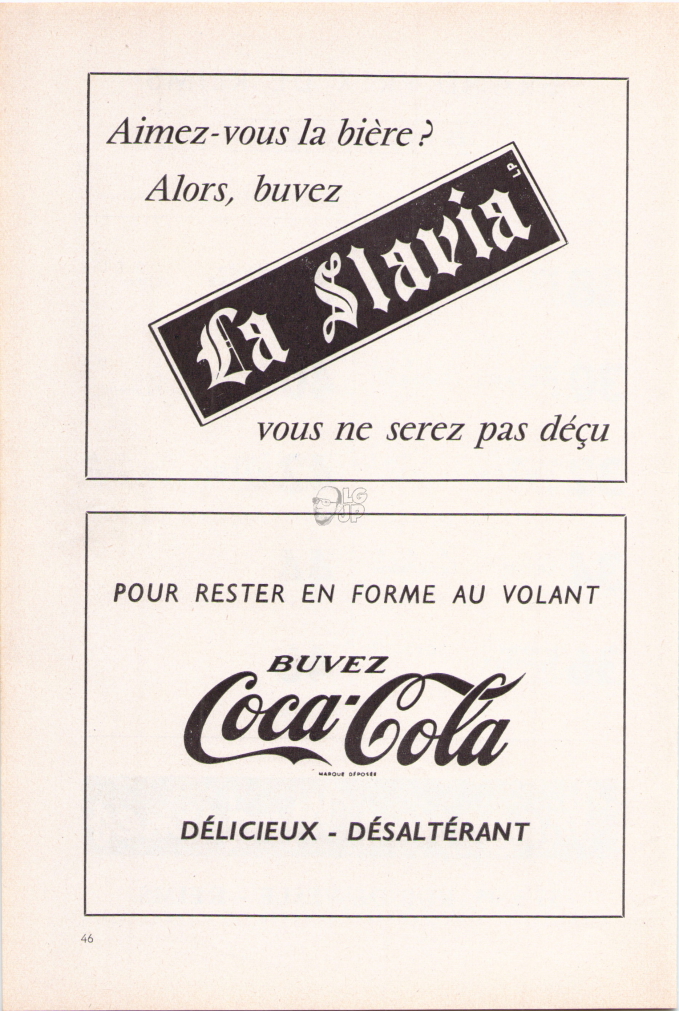 Aimez-vous la bière ?
Alors, buvez
La Slavia
LP
vous ne serez pas déçu
LG
JP
POUR RESTER EN FORME AU VOLANT
BUVEZ
Coca-Cola
MARQUE DÉPOSÉE
DÉLICIEUX - DÉSALTÉRANT
46